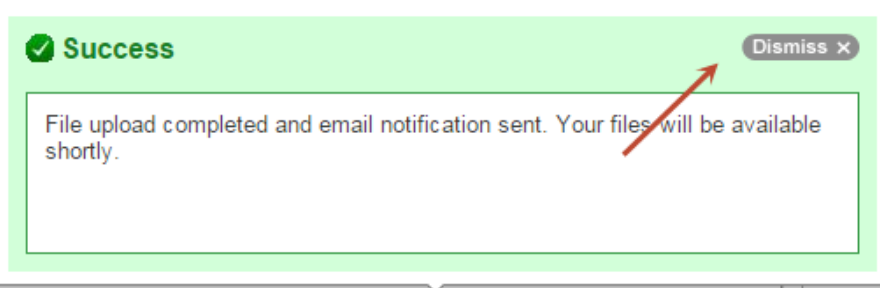 Success
Dismiss ×
File upload completed and email notification sent. Your files will be available
shortly.